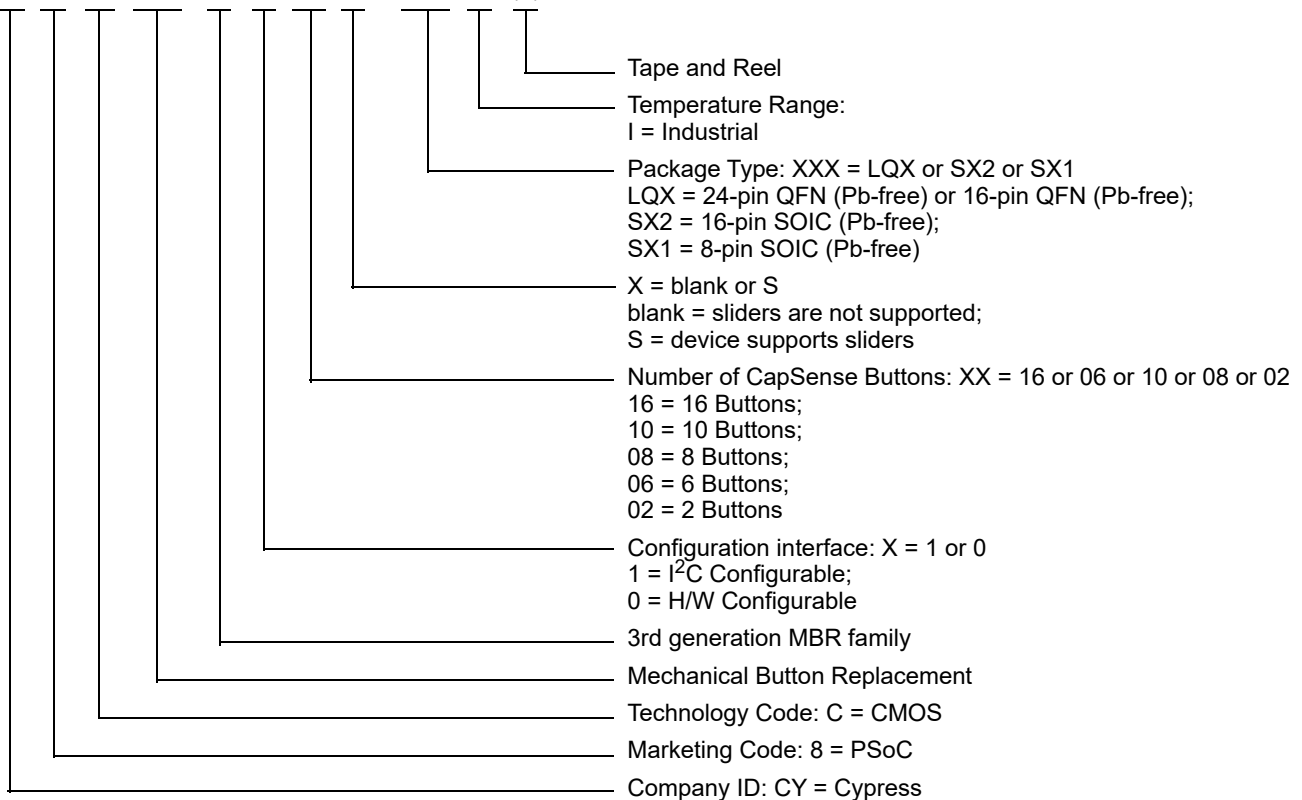 Tape and Reel
Temperature Range:
I = Industrial
Package Type: XXX = LQX or SX2 or SX1
LQX = 24-pin QFN (Pb-free) or 16-pin QFN (Pb-free);
SX2 = 16-pin SOIC (Pb-free);
SX1 = 8-pin SOIC (Pb-free)
X = blank or S
blank = sliders are not supported;
S = device supports sliders
Number of CapSense Buttons: XX = 16 or 06 or 10 or 08 or 02
16 = 16 Buttons;
10 = 10 Buttons;
08 = 8 Buttons;
06 = 6 Buttons;
02 = 2 Buttons
Configuration interface: X = 1 or 0
1 = I²C Configurable;
0 = H/W Configurable
3rd generation MBR family
Mechanical Button Replacement
Technology Code: C = CMOS
Marketing Code: 8 = PSoC
Company ID: CY = Cypress